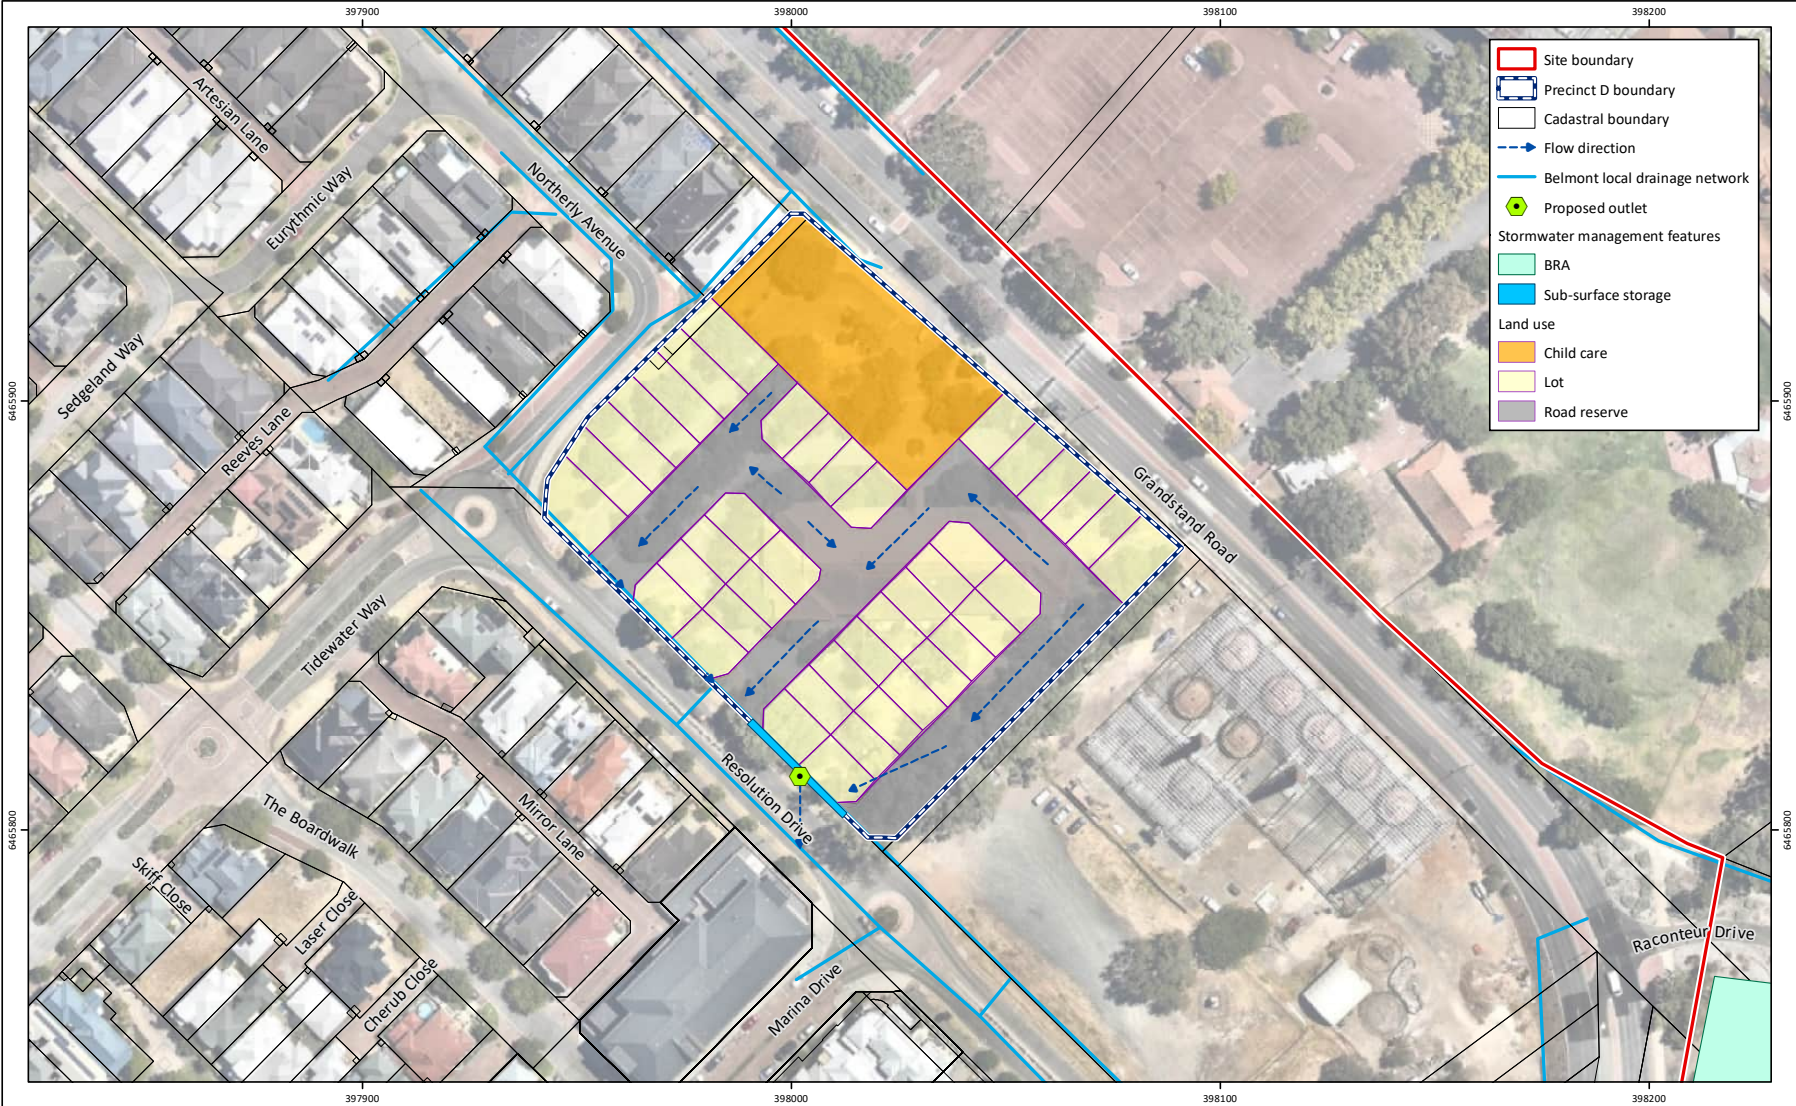 397900
398000
398100
398200
Site boundary
Precinct D boundary
Cadastral boundary
Flow direction
Belmont local drainage network
Proposed outlet
Stormwater management features
BRA
Sub-surface storage
Land use
Child care
Lot
Road reserve
Artesian Lane
Eurythmic Way
Northerly Avenue
Sedgeland Way
Reeves Lane
6465900
6465900
Grandstand Road
Tidewater Way
Resolution Drive
Mirror Lane
The Boardwalk
6465800
6465800
Skiff Close
Laser Close
Cherub Close
Marina Drive
Raconteur Drive
397900
398000
398100
398200